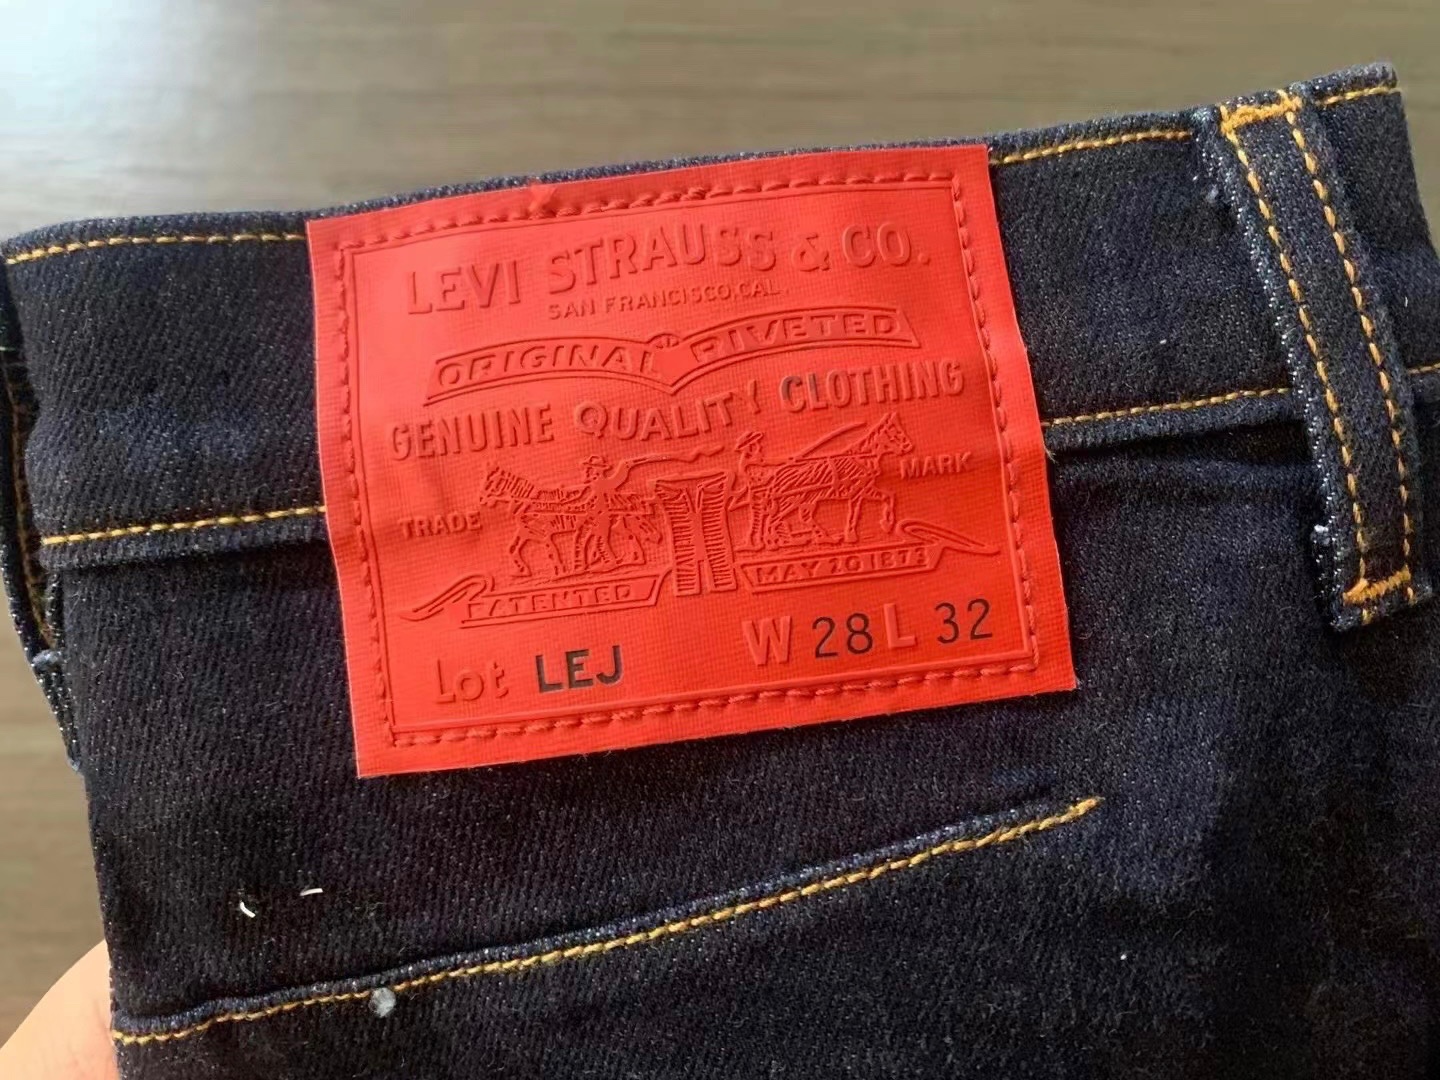 LEVI STRAUSS & CO.
SAN FRANCISCO, CAL.
ORIGINAL RIVETED
GENUINE QUALITY CLOTHING
TRADE MARK
PATENTED MAY 20 1873
Lot LEJ W 28 L 32